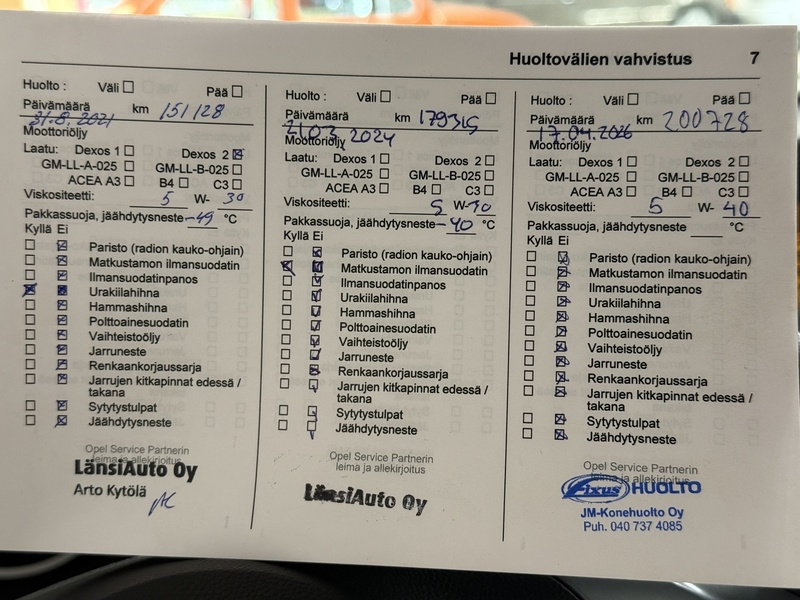 Huoltovälien vahvistus 7
Huolto : Väli Pää
Päivämäärä km 151128
31.8.2021
Moottoriöljy
Laatu: Dexos 1 Dexos 2
GM-LL-A-025 GM-LL-B-025
ACEA A3 B4 C3
Viskositeetti: 5 W- 30
Pakkassuoja, jäähdytysneste -49 °C
Kyllä Ei
Paristo (radion kauko-ohjain)
Matkustamon ilmansuodatin
Ilmansuodatinpanos
Urakiilahihna
Hammashihna
Polttoainesuodatin
Vaihteistoöljy
Jarruneste
Renkaankorjaussarja
Jarrujen kitkapinnat edessä /
takana
Sytytystulpat
Jäähdytysneste
Opel Service Partnerin
leima ja allekirjoitus
LänsiAuto Oy
Arto Kytölä
Huolto : Väli Pää
Päivämäärä km 179315
21.03.2024
Moottoriöljy
Laatu: Dexos 1 Dexos 2
GM-LL-A-025 GM-LL-B-025
ACEA A3 B4 C3
Viskositeetti: 5 W-30
Pakkassuoja, jäähdytysneste -40 °C
Kyllä Ei
Paristo (radion kauko-ohjain)
Matkustamon ilmansuodatin
Ilmansuodatinpanos
Urakiilahihna
Hammashihna
Polttoainesuodatin
Vaihteistoöljy
Jarruneste
Renkaankorjaussarja
Jarrujen kitkapinnat edessä /
takana
Sytytystulpat
Jäähdytysneste
Opel Service Partnerin
leima ja allekirjoitus
LänsiAuto Oy
Huolto : Väli Pää
Päivämäärä km 200728
17.04.2026
Moottoriöljy
Laatu: Dexos 1 Dexos 2
GM-LL-A-025 GM-LL-B-025
ACEA A3 B4 C3
Viskositeetti: 5 W- 40
Pakkassuoja, jäähdytysneste °C
Kyllä Ei
Paristo (radion kauko-ohjain)
Matkustamon ilmansuodatin
Ilmansuodatinpanos
Urakiilahihna
Hammashihna
Polttoainesuodatin
Vaihteistoöljy
Jarruneste
Renkaankorjaussarja
Jarrujen kitkapinnat edessä /
takana
Sytytystulpat
Jäähdytysneste
Opel Service Partnerin
leima ja allekirjoitus
Fixus HUOLTO
JM-Konehuolto Oy
Puh. 040 737 4085